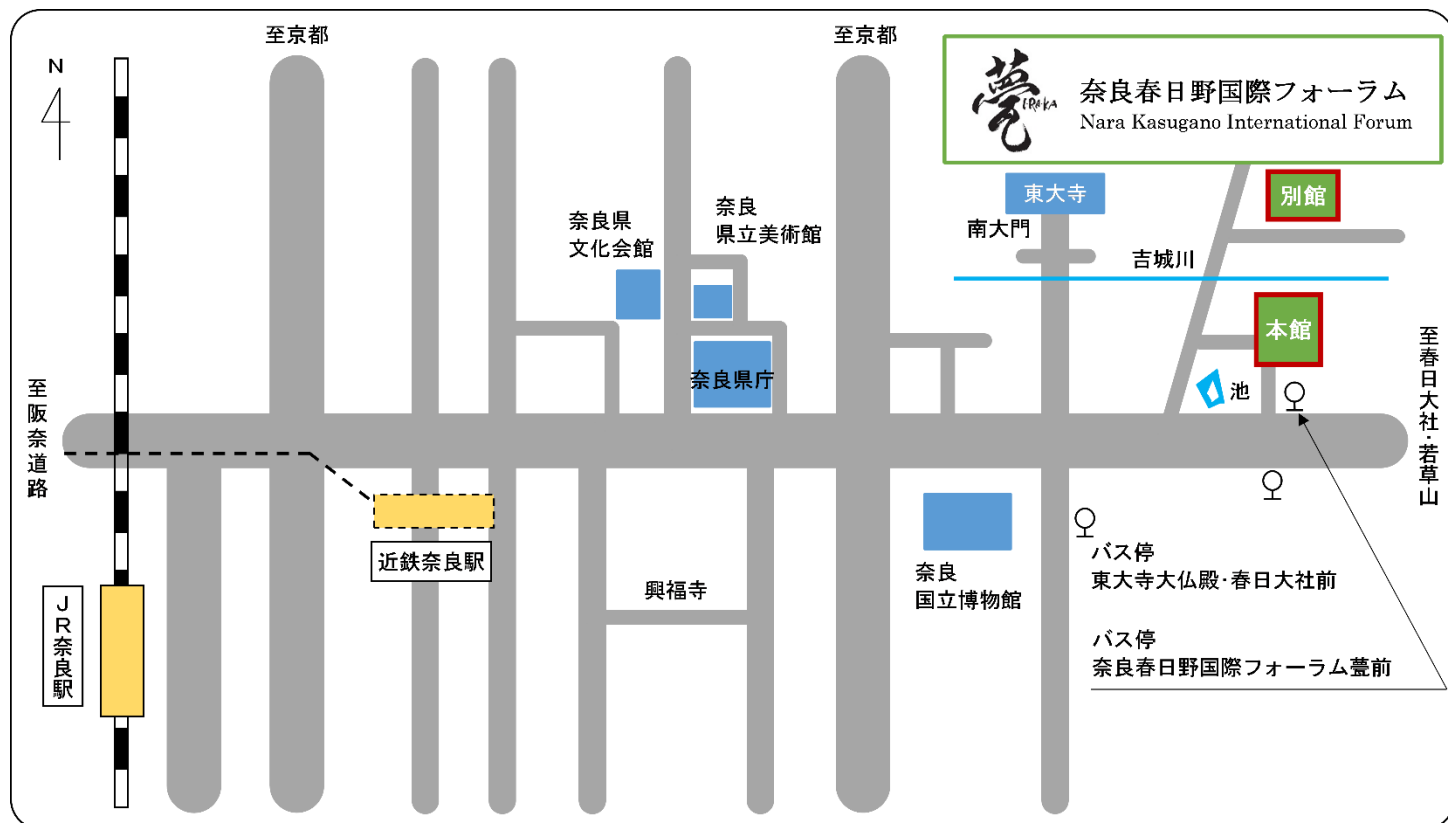 至京都
至京都
N
甍
IRAKA
奈良春日野国際フォーラム
Nara Kasugano International Forum
東大寺
別館
奈良県
文化会館
奈良
県立美術館
南大門
吉城川
本館
奈良県庁
池
至阪奈道路
至春日大社・若草山
近鉄奈良駅
バス停
東大寺大仏殿・春日大社前
奈良
国立博物館
興福寺
JR奈良駅
バス停
奈良春日野国際フォーラム甍前